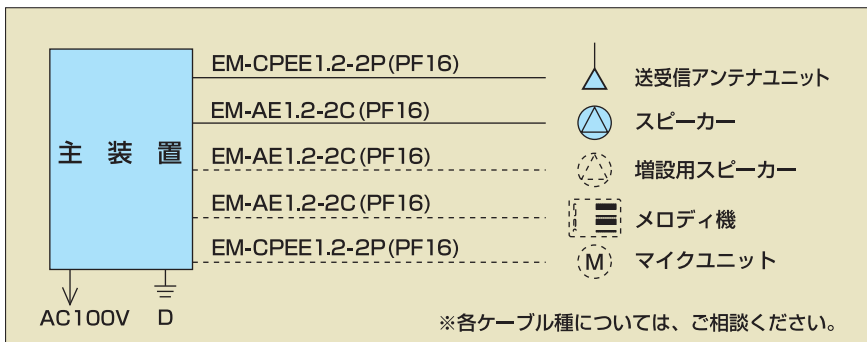 主装置
EM-CPEE1.2-2P(PF16)
送受信アンテナユニット
EM-AE1.2-2C(PF16)
スピーカー
EM-AE1.2-2C(PF16)
増設用スピーカー
EM-AE1.2-2C(PF16)
メロディ機
EM-CPEE1.2-2P(PF16)
M
マイクユニット
AC100V
D
※各ケーブル種については、ご相談ください。